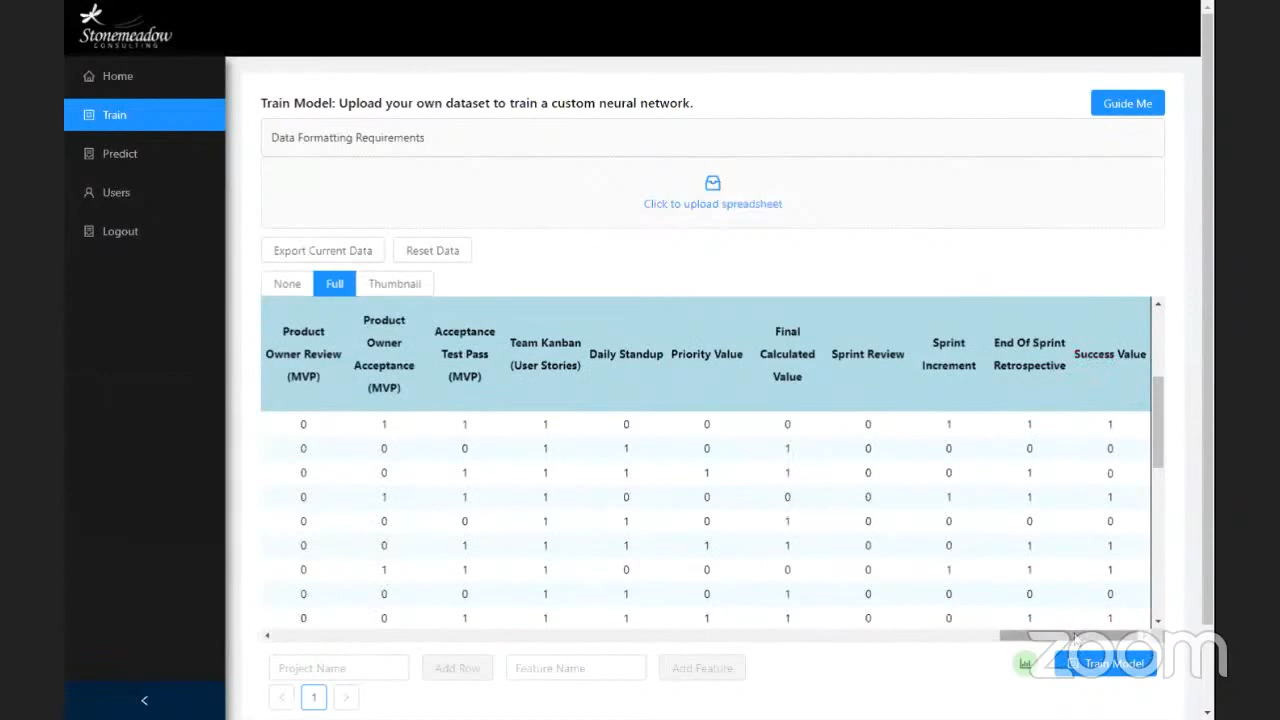 Stonemeadow
CONSULTING
Home
Train
Predict
Users
Logout
Train Model: Upload your own dataset to train a custom neural network.
Guide Me
Data Formatting Requirements
Click to upload spreadsheet
Export Current Data Reset Data
None Full Thumbnail
Product Owner Review (MVP) Product Owner Acceptance (MVP) Acceptance Test Pass (MVP) Team Kanban (User Stories) Daily Standup Priority Value Final Calculated Value Sprint Review Sprint Increment End Of Sprint Retrospective Success Value
0 1 1 1 0 0 0 0 1 1 1
0 0 0 1 1 0 1 0 0 0 0
0 0 1 1 1 1 1 0 0 1 0
0 1 1 1 0 0 0 0 1 1 1
0 0 0 1 1 0 1 0 0 0 0
0 0 1 1 1 1 1 0 0 1 1
0 1 1 1 0 0 0 0 1 1 1
0 0 0 1 1 0 1 0 0 0 0
0 0 1 1 1 1 1 0 0 1 1
Project Name Add Row Feature Name Add Feature
Train Model
zoom
< 1 >
<